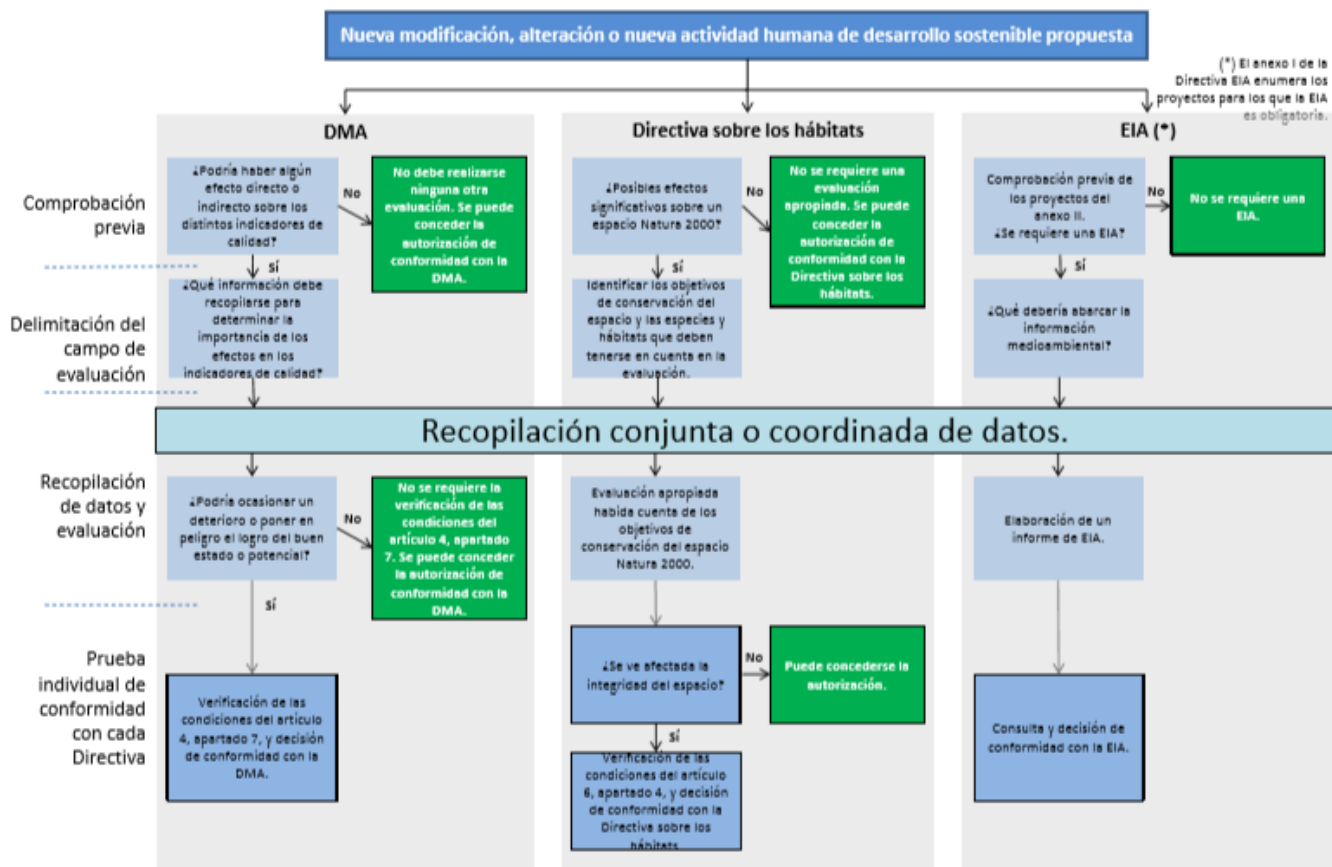 Nueva modificación, alteración o nueva actividad humana de desarrollo sostenible propuesta
(*) El anexo I de la
Directiva EIA enumera los
proyectos para los que la EIA
es obligatoria.
DMA
Directiva sobre los hábitats
EIA (*)
Comprobación
previa
¿Podría haber algún
efecto directo o
indirecto sobre los
distintos indicadores de
calidad?
No
No debe realizarse
ninguna otra
evaluación. Se puede
conceder la
autorización de
conformidad con la
DMA.
¿Posibles efectos
significativos sobre un
espacio Natura 2000?
No
No se requiere una
evaluación
apropiada. Se puede
conceder la
autorización de
conformidad con la
Directiva sobre los
hábitats.
Comprobación previa de
los proyectos del
anexo II.
¿Se requiere una EIA?
No
No se requiere una
EIA.
Sí
Sí
Sí
Delimitación del
campo de
evaluación
¿Qué información debe
recopilarse para
determinar la
importancia de los
efectos en los
indicadores de calidad?
Identificar los objetivos
de conservación del
espacio y las especies y
hábitats que deben
tenerse en cuenta en la
evaluación.
¿Qué debería abarcar la
información
medioambiental?
Recopilación conjunta o coordinada de datos.
Recopilación
de datos y
evaluación
¿Podría ocasionar un
deterioro o poner en
peligro el logro del buen
estado o potencial?
No
No se requiere la
verificación de las
condiciones del
artículo 4, apartado
7. Se puede conceder
la autorización de
conformidad con la
DMA.
Evaluación apropiada
habida cuenta de los
objetivos de
conservación del espacio
Natura 2000.
Elaboración de un
informe de EIA.
Sí
Prueba
individual de
conformidad
con cada
Directiva
Verificación de las
condiciones del artículo
4, apartado 7, y decisión
de conformidad con la
DMA.
¿Se ve afectada la
integridad del espacio?
No
Puede concederse la
autorización.
Sí
Verificación de las
condiciones del artículo
6, apartado 4, y decisión
de conformidad con la
Directiva sobre los
hábitats
Consulta y decisión de
conformidad con la EIA.